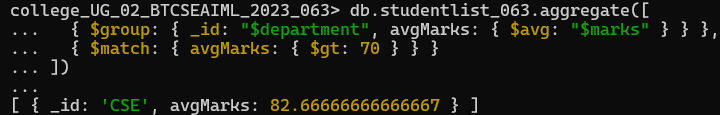 college_UG_02_BTCSEAIML_2023_063> db.studentlist_063.aggregate([
...   { $group: { _id: "$department", avgMarks: { $avg: "$marks" } } },
...   { $match: { avgMarks: { $gt: 70 } } }
... ])
...
[ { _id: 'CSE', avgMarks: 82.66666666666667 } ]